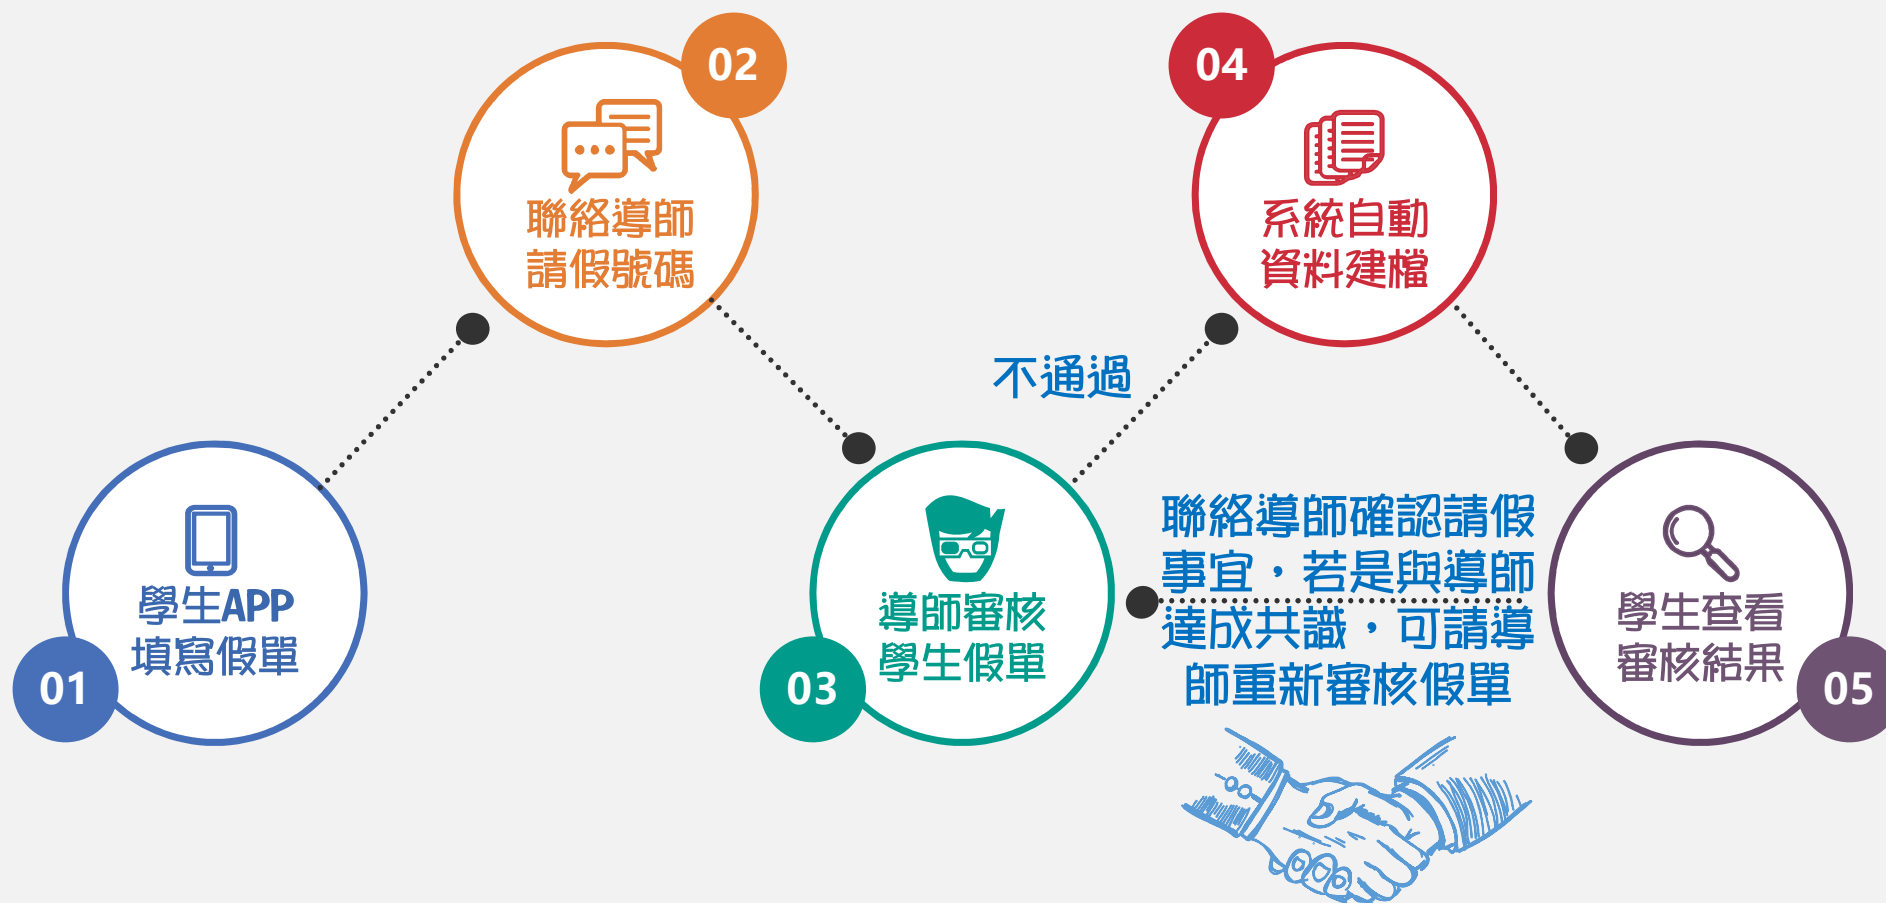 01
學生APP
填寫假單
02
聯絡導師
請假號碼
03
導師審核
學生假單
不通過
04
系統自動
資料建檔
聯絡導師確認請假
事宜，若是與導師
達成共識，可請導
師重新審核假單
05
學生查看
審核結果